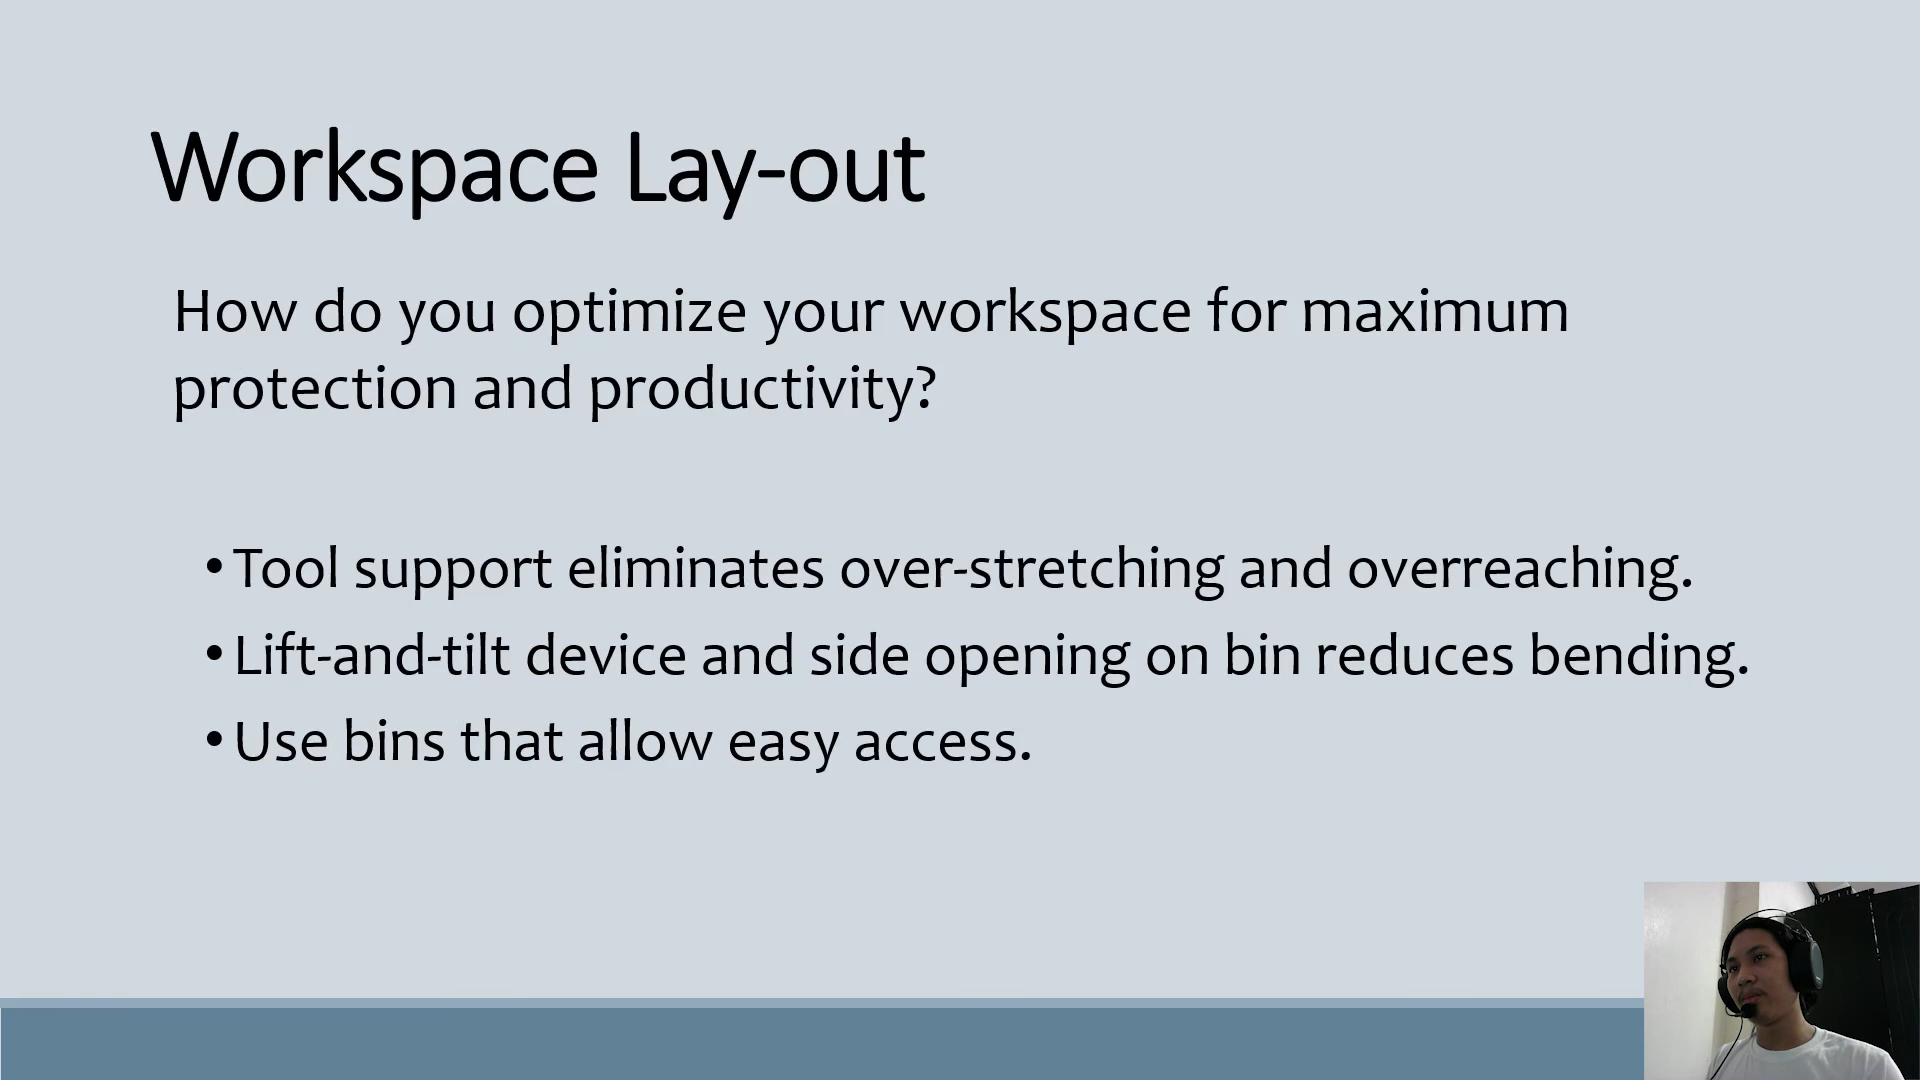 Workspace Lay-out
How do you optimize your workspace for maximum
protection and productivity?
• Tool support eliminates over-stretching and overreaching.
• Lift-and-tilt device and side opening on bin reduces bending.
• Use bins that allow easy access.